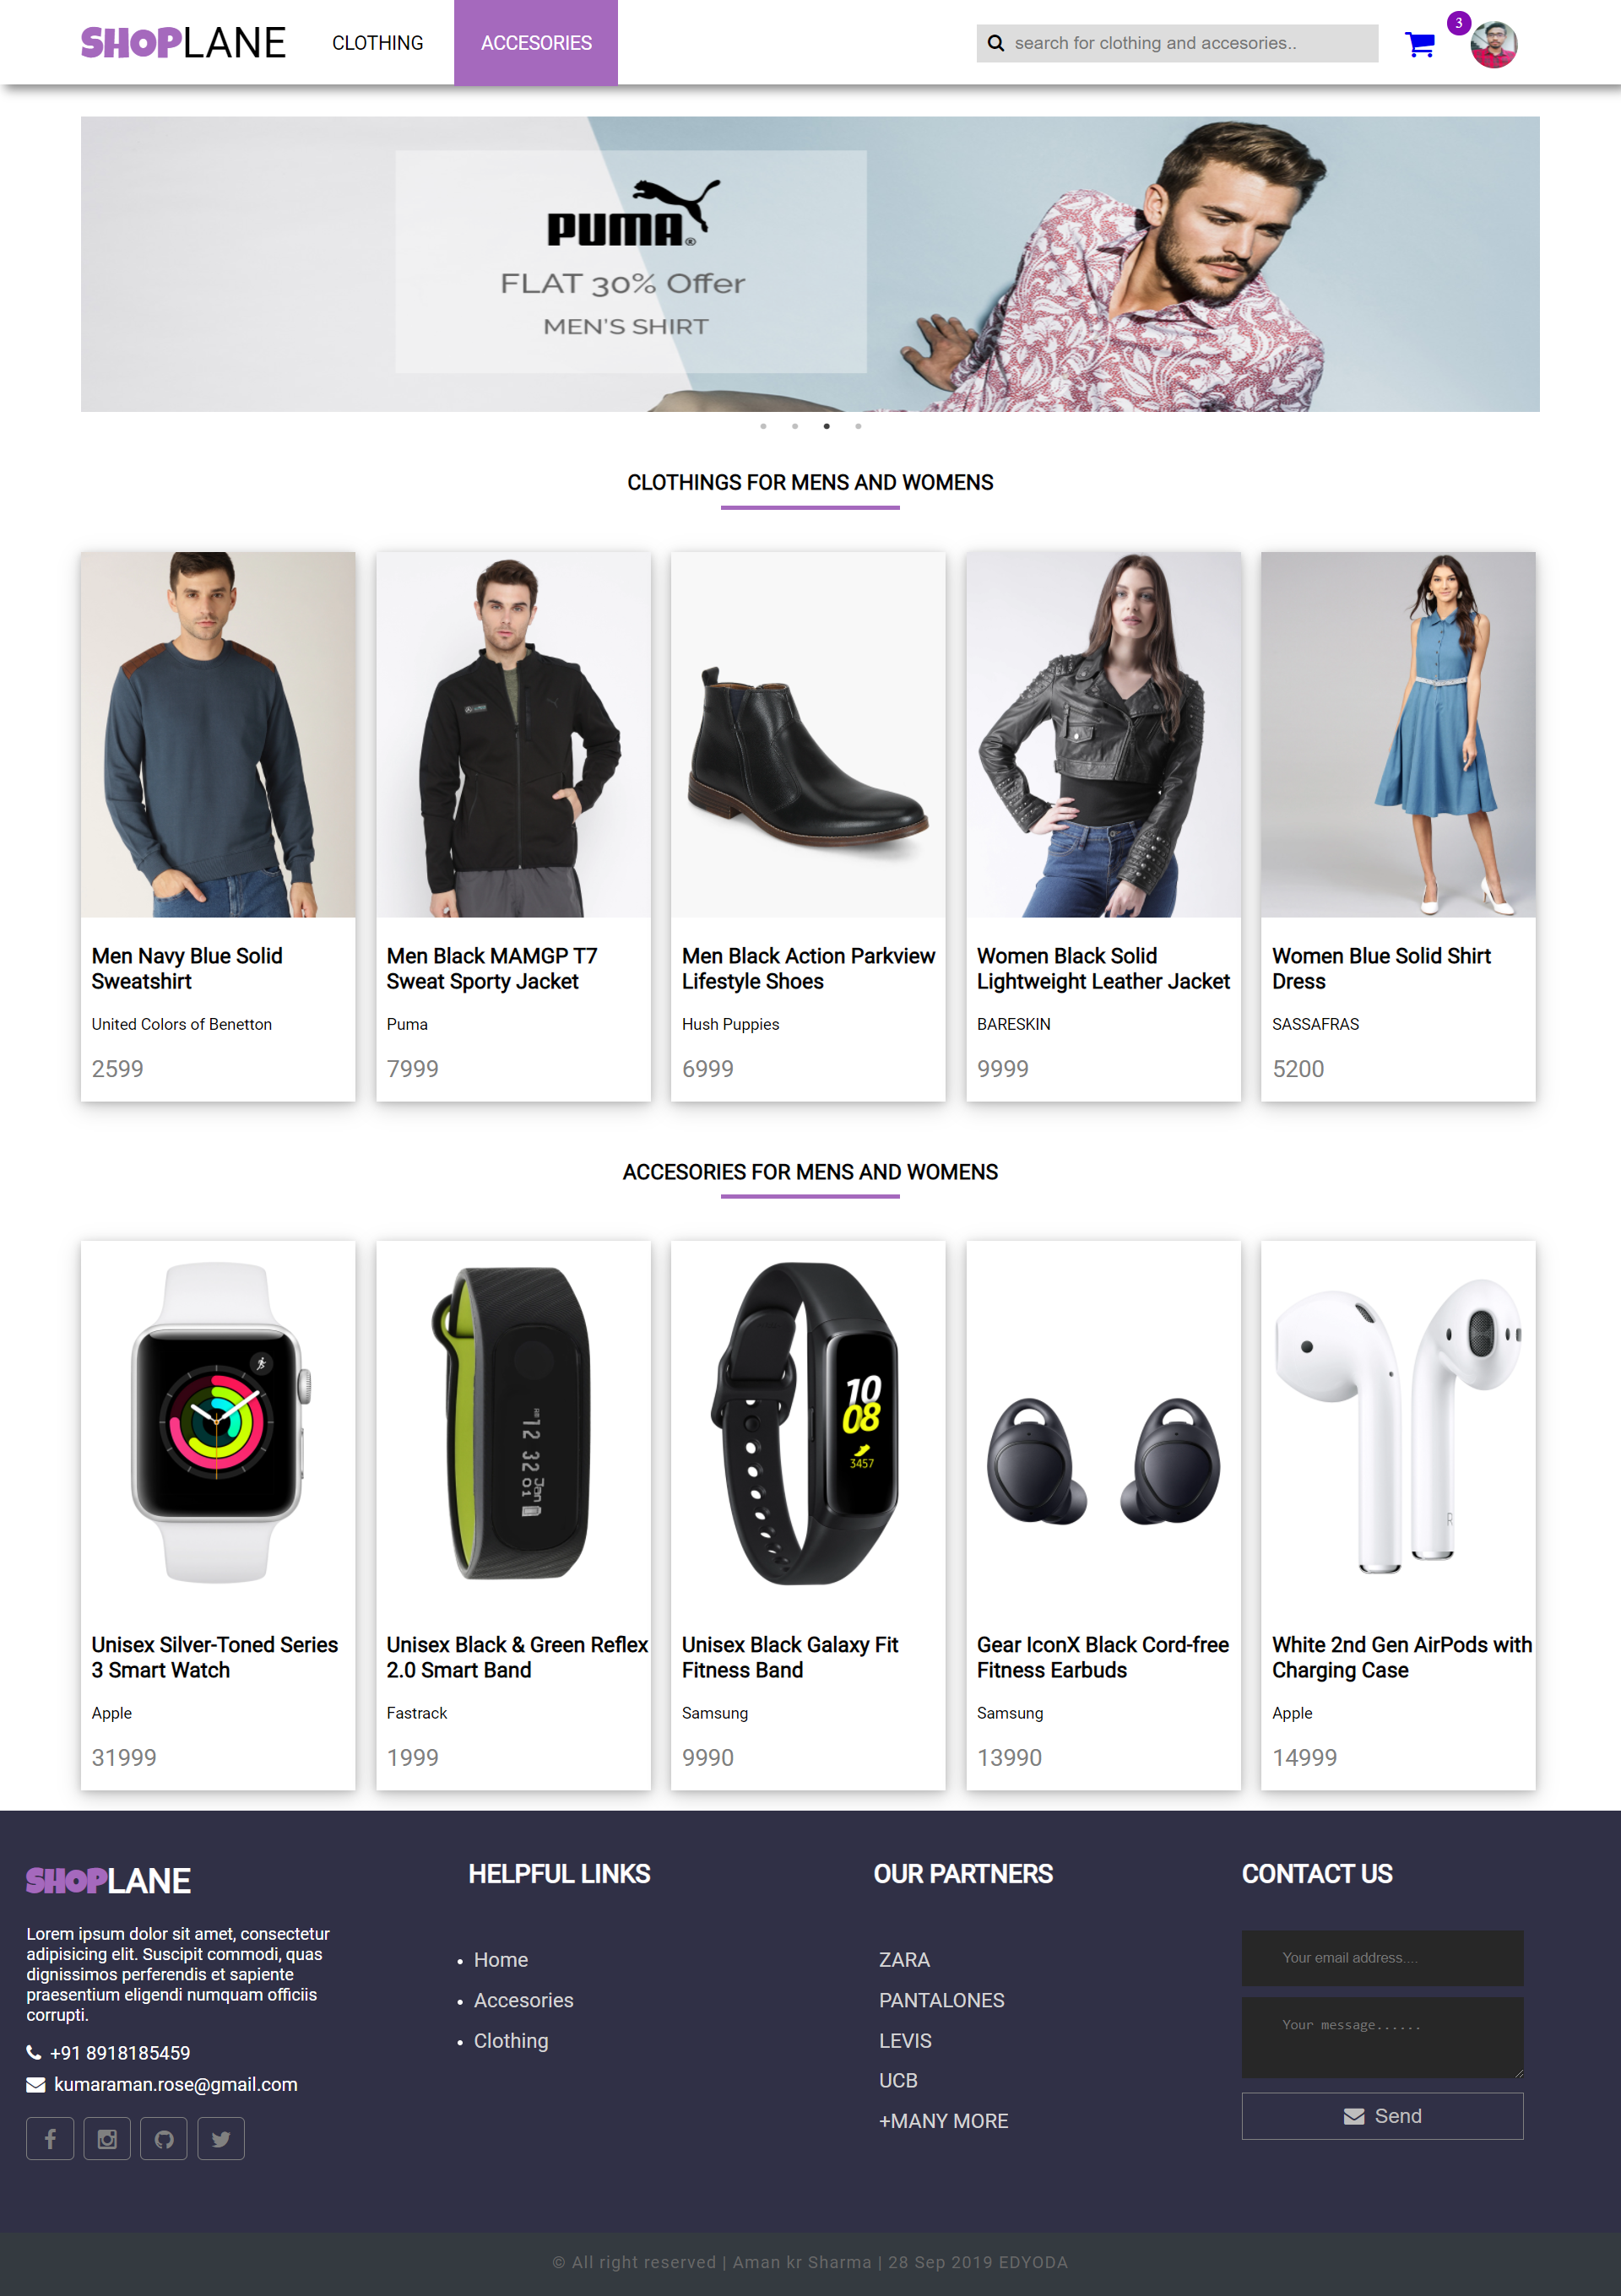 SHOPLANE
CLOTHING
ACCESORIES
search for clothing and accesories..
3
PUMA®
FLAT 30% Offer
MEN'S SHIRT
CLOTHINGS FOR MENS AND WOMENS
Men Navy Blue Solid
Sweatshirt
United Colors of Benetton
2599
Men Black MAMGP T7
Sweat Sporty Jacket
Puma
7999
Men Black Action Parkview
Lifestyle Shoes
Hush Puppies
6999
Women Black Solid
Lightweight Leather Jacket
BARESKIN
9999
Women Blue Solid Shirt
Dress
SASSAFRAS
5200
ACCESORIES FOR MENS AND WOMENS
12 32
Jan
01
10
08
3457
R
Unisex Silver-Toned Series
3 Smart Watch
Apple
31999
Unisex Black & Green Reflex
2.0 Smart Band
Fastrack
1999
Unisex Black Galaxy Fit
Fitness Band
Samsung
9990
Gear IconX Black Cord-free
Fitness Earbuds
Samsung
13990
White 2nd Gen AirPods with
Charging Case
Apple
14999
SHOPLANE
Lorem ipsum dolor sit amet, consectetur
adipisicing elit. Suscipit commodi, quas
dignissimos perferendis et sapiente
praesentium eligendi numquam officiis
corrupti.
+91 8918185459
kumararaman.rose@gmail.com
HELPFUL LINKS
• Home
• Accesories
• Clothing
OUR PARTNERS
ZARA
PANTALONES
LEVIS
UCB
+MANY MORE
CONTACT US
Your email address....
Your message......
Send
© All right reserved | Aman kr Sharma | 28 Sep 2019 EDYODA